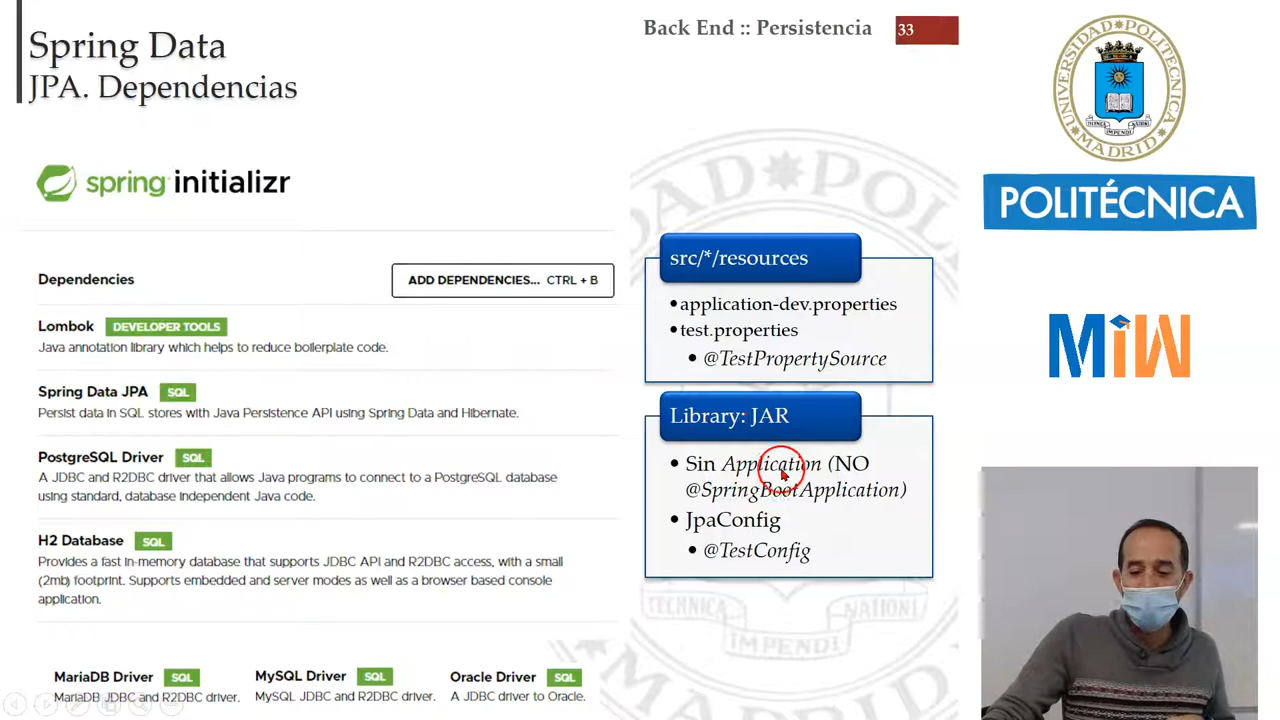 Spring Data
JPA. Dependencias
Back End :: Persistencia
33
spring initializr
Dependencies
ADD DEPENDENCIES... CTRL + B
Lombok DEVELOPER TOOLS
Java annotation library which helps to reduce boilerplate code.
Spring Data JPA SQL
Persist data in SQL stores with Java Persistence API using Spring Data and Hibernate.
PostgreSQL Driver SQL
A JDBC and R2DBC driver that allows Java programs to connect to a PostgreSQL database
using standard, database independent Java code.
H2 Database SQL
Provides a fast in-memory database that supports JDBC API and R2DBC access, with a small
(2mb) footprint. Supports embedded and server modes as well as a browser based console
application.
MariaDB Driver SQL
MariaDB JDBC and R2DBC driver.
MySQL Driver SQL
MySQL JDBC and R2DBC driver.
Oracle Driver SQL
A JDBC driver to Oracle.
src/*/resources
•application-dev.properties
•test.properties
• @TestPropertySource
Library: JAR
• Sin Application (NO
@SpringBootApplication)
• JpaConfig
• @TestConfig
UNIVERSIDAD POLITÉCNICA
MADRID
TECHNICA IMPENDI NATIONI
POLITÉCNICA
MiW